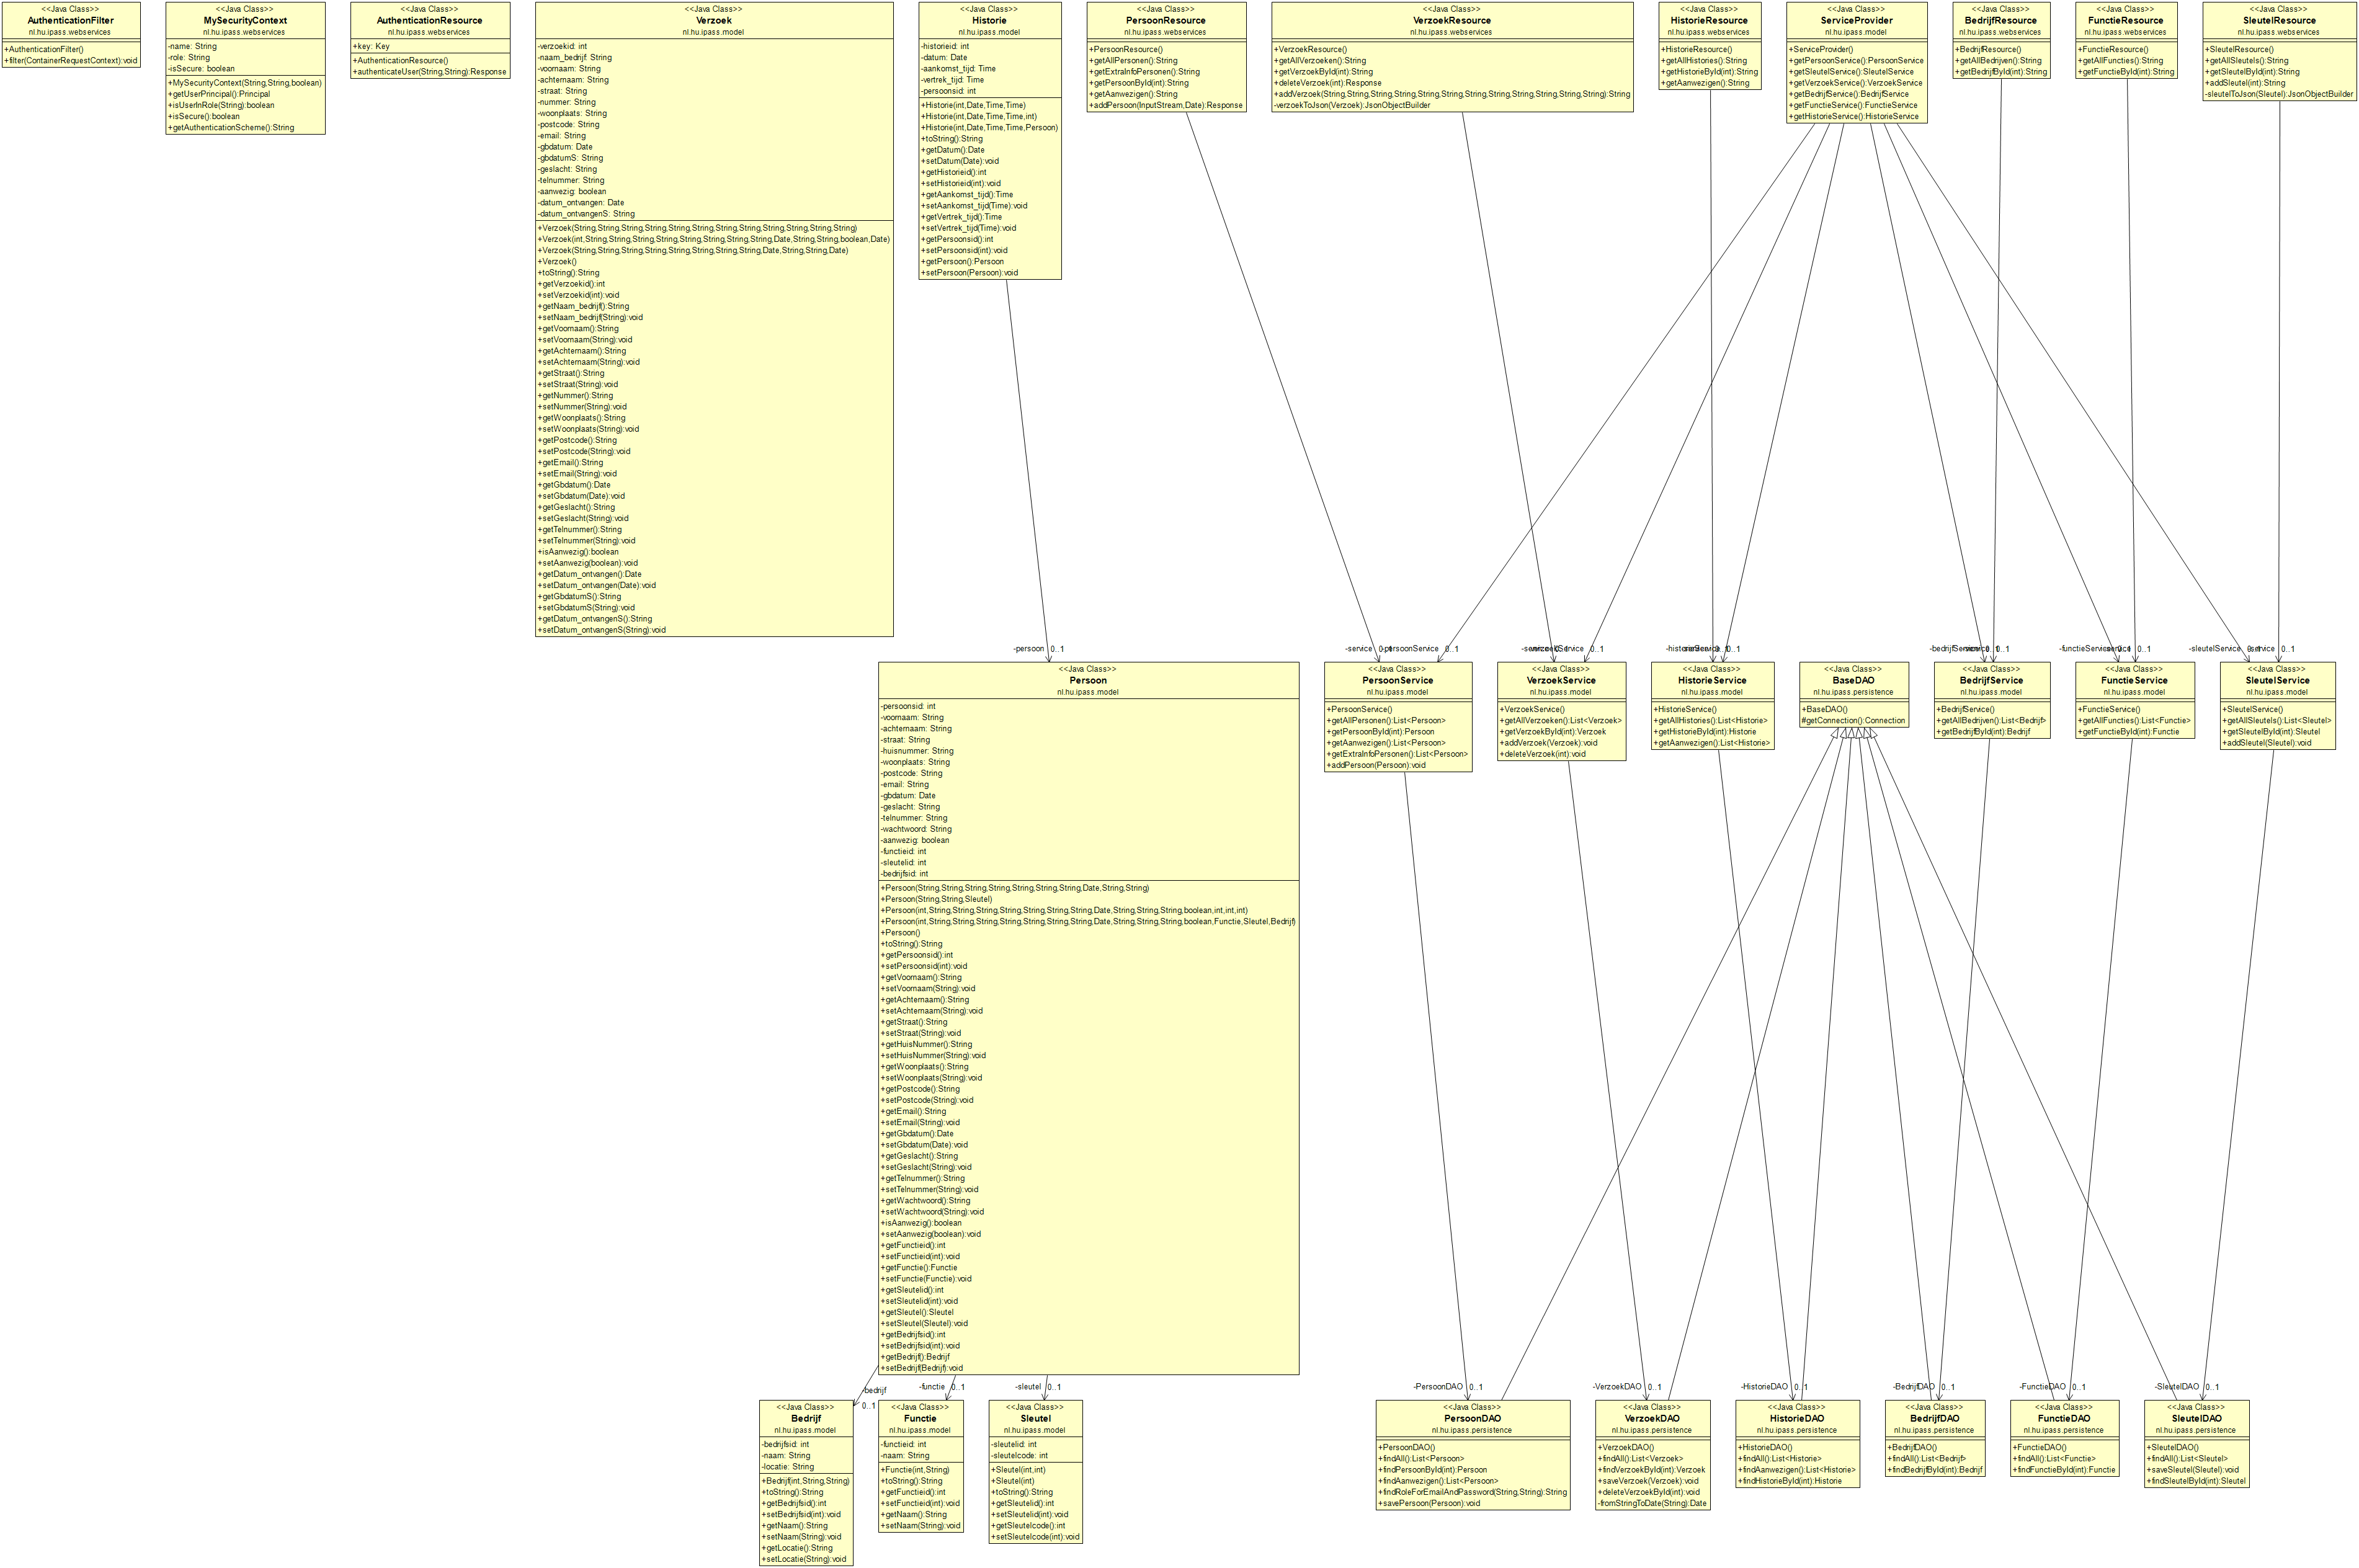 <<Java Class>>
AuthenticationFilter
nl.hu.ipass.webservices
+AuthenticationFilter()
+filter(ContainerRequestContext):void
<<Java Class>>
MySecurityContext
nl.hu.ipass.webservices
-name: String
-role: String
-isSecure: boolean
+MySecurityContext(String,String,boolean)
+getUserPrincipal():Principal
+isUserInRole(String):boolean
+isSecure():boolean
+getAuthenticationScheme():String
<<Java Class>>
AuthenticationResource
nl.hu.ipass.webservices
+key: Key
+AuthenticationResource()
+authenticateUser(String,String):Response
<<Java Class>>
Verzoek
nl.hu.ipass.model
-verzoekid: int
-naam_bedrijf: String
-voornaam: String
-achternaam: String
-straat: String
-nummer: String
-woonplaats: String
-postcode: String
-email: String
-gbdatum: Date
-gbdatumS: String
-geslacht: String
-telnummer: String
-aanwezig: boolean
-datum_ontvangen: Date
-datum_ontvangenS: String
+Verzoek(String,String,String,String,String,String,String,String,String,String,String,String)
+Verzoek(int,String,String,String,String,String,String,String,String,Date,String,String,boolean,Date)
+Verzoek(String,String,String,String,String,String,String,String,Date,String,String,Date)
+Verzoek()
+toString():String
+getVerzoekid():int
+setVerzoekid(int):void
+getNaam_bedrijf():String
+setNaam_bedrijf(String):void
+getVoornaam():String
+setVoornaam(String):void
+getAchternaam():String
+setAchternaam(String):void
+getStraat():String
+setStraat(String):void
+getNummer():String
+setNummer(String):void
+getWoonplaats():String
+setWoonplaats(String):void
+getPostcode():String
+setPostcode(String):void
+getEmail():String
+setEmail(String):void
+getGbdatum():Date
+setGbdatum(Date):void
+getGeslacht():String
+setGeslacht(String):void
+getTelnummer():String
+setTelnummer(String):void
+isAanwezig():boolean
+setAanwezig(boolean):void
+getDatum_ontvangen():Date
+setDatum_ontvangen(Date):void
+getGbdatumS():String
+setGbdatumS(String):void
+getDatum_ontvangenS():String
+setDatum_ontvangenS(String):void
<<Java Class>>
Historie
nl.hu.ipass.model
-historieid: int
-datum: Date
-aankomst_tijd: Time
-vertrek_tijd: Time
-persoonsid: int
+Historie(int,Date,Time,Time)
+Historie(int,Date,Time,Time,int)
+Historie(int,Date,Time,Time,Persoon)
+toString():String
+getDatum():Date
+setDatum(Date):void
+getHistorieid():int
+setHistorieid(int):void
+getAankomst_tijd():Time
+setAankomst_tijd(Time):void
+getVertrek_tijd():Time
+setVertrek_tijd(Time):void
+getPersoonsid():int
+setPersoonsid(int):void
+getPersoon():Persoon
+setPersoon(Persoon):void
<<Java Class>>
PersoonResource
nl.hu.ipass.webservices
+PersoonResource()
+getAllPersonen():String
+getExtraInfoPersonen():String
+getPersoonById(int):String
+getAanwezigen():String
+addPersoon(InputStream,Date):Response
<<Java Class>>
VerzoekResource
nl.hu.ipass.webservices
+VerzoekResource()
+getAllVerzoeken():String
+getVerzoekById(int):String
+deleteVerzoek(int):Response
+addVerzoek(String,String,String,String,String,String,String,String,String,String,String):String
-verzoekToJson(Verzoek):JsonObjectBuilder
<<Java Class>>
HistorieResource
nl.hu.ipass.webservices
+HistorieResource()
+getAllHistories():String
+getHistorieById(int):String
+getAanwezigen():String
<<Java Class>>
ServiceProvider
nl.hu.ipass.model
+ServiceProvider()
+getPersoonService():PersoonService
+getSleutelService():SleutelService
+getVerzoekService():VerzoekService
+getBedrijfService():BedrijfService
+getFunctieService():FunctieService
+getHistorieService():HistorieService
<<Java Class>>
BedrijfResource
nl.hu.ipass.webservices
+BedrijfResource()
+getAllBedrijven():String
+getBedrijfById(int):String
<<Java Class>>
FunctieResource
nl.hu.ipass.webservices
+FunctieResource()
+getAllFuncties():String
+getFunctieById(int):String
<<Java Class>>
SleutelResource
nl.hu.ipass.webservices
+SleutelResource()
+getAllSleutels():String
+getSleutelById(int):String
+addSleutel(int):String
-sleutelToJson(Sleutel):JsonObjectBuilder
-persoon 0..1
-service
-persoonService 0..1
-historieService
0..1
-bedrijfService
0..1
-functieService
0..1
-sleutelService
<<Java Class>>
Persoon
nl.hu.ipass.model
-persoonsid: int
-voornaam: String
-achternaam: String
-straat: String
-huisnummer: String
-woonplaats: String
-postcode: String
-email: String
-gbdatum: Date
-geslacht: String
-telnummer: String
-wachtwoord: String
-aanwezig: boolean
-functieid: int
-sleutelid: int
-bedrijfsid: int
+Persoon(String,String,String,String,String,String,String,Date,String,String)
+Persoon(String,String,Sleutel)
+Persoon(int,String,String,String,String,String,String,String,Date,String,String,String,boolean,int,int,int)
+Persoon(int,String,String,String,String,String,String,String,Date,String,String,String,boolean,Functie,Sleutel,Bedrijf)
+Persoon()
+toString():String
+getPersoonsid():int
+setPersoonsid(int):void
+getVoornaam():String
+setVoornaam(String):void
+getAchternaam():String
+setAchternaam(String):void
+getStraat():String
+setStraat(String):void
+getHuisNummer():String
+setHuisNummer(String):void
+getWoonplaats():String
+setWoonplaats(String):void
+getPostcode():String
+setPostcode(String):void
+getEmail():String
+setEmail(String):void
+getGbdatum():Date
+setGbdatum(Date):void
+getGeslacht():String
+setGeslacht(String):void
+getTelnummer():String
+setTelnummer(String):void
+getWachtwoord():String
+setWachtwoord(String):void
+isAanwezig():boolean
+setAanwezig(boolean):void
+getFunctieid():int
+setFunctieid(int):void
+getFunctie():Functie
+setFunctie(Functie):void
+getSleutelid():int
+setSleutelid(int):void
+getSleutel():Sleutel
+setSleutel(Sleutel):void
+getBedrijfsid():int
+setBedrijfsid(int):void
+getBedrijf():Bedrijf
+setBedrijf(Bedrijf):void
<<Java Class>>
PersoonService
nl.hu.ipass.model
+PersoonService()
+getAllPersonen():List<Persoon>
+getPersoonById(int):Persoon
+getAanwezigen():List<Persoon>
+getExtraInfoPersonen():List<Persoon>
+addPersoon(Persoon):void
<<Java Class>>
VerzoekService
nl.hu.ipass.model
+VerzoekService()
+getAllVerzoeken():List<Verzoek>
+getVerzoekById(int):Verzoek
+addVerzoek(Verzoek):void
+deleteVerzoek(int):void
<<Java Class>>
HistorieService
nl.hu.ipass.model
+HistorieService()
+getAllHistories():List<Historie>
+getHistorieById(int):Historie
+getAanwezigen():List<Historie>
<<Java Class>>
BaseDAO
nl.hu.ipass.persistence
+BaseDAO()
#getConnection():Connection
<<Java Class>>
BedrijfService
nl.hu.ipass.model
+BedrijfService()
+getAllBedrijven():List<Bedrijf>
+getBedrijfById(int):Bedrijf
<<Java Class>>
FunctieService
nl.hu.ipass.model
+FunctieService()
+getAllFuncties():List<Functie>
+getFunctieById(int):Functie
<<Java Class>>
SleutelService
nl.hu.ipass.model
+SleutelService()
+getAllSleutels():List<Sleutel>
+getSleutelById(int):Sleutel
+addSleutel(Sleutel):void
-bedrijf
0..1
-functie 0..1
-sleutel 0..1
-PersoonDAO 0..1
-VerzoekDAO 0..1
-HistorieDAO 0..1
-BedrijfDAO 0..1
-FunctieDAO 0..1
-SleutelDAO 0..1
<<Java Class>>
Bedrijf
nl.hu.ipass.model
-bedrijfsid: int
-naam: String
-locatie: String
+Bedrijf(int,String,String)
+toString():String
+getBedrijfsid():int
+setBedrijfsid(int):void
+getNaam():String
+setNaam(String):void
+getLocatie():String
+setLocatie(String):void
<<Java Class>>
Functie
nl.hu.ipass.model
-functieid: int
-naam: String
+Functie(int,String)
+toString():String
+getFunctieid():int
+setFunctieid(int):void
+getNaam():String
+setNaam(String):void
<<Java Class>>
Sleutel
nl.hu.ipass.model
-sleutelid: int
-sleutelcode: int
+Sleutel(int,int)
+Sleutel(int)
+toString():String
+getSleutelid():int
+setSleutelid(int):void
+getSleutelcode():int
+setSleutelcode(int):void
<<Java Class>>
PersoonDAO
nl.hu.ipass.persistence
+PersoonDAO()
+findAll():List<Persoon>
+findPersoonById(int):Persoon
+findAanwezigen():List<Persoon>
+findRoleForEmailAndPassword(String,String):String
+savePersoon(Persoon):void
<<Java Class>>
VerzoekDAO
nl.hu.ipass.persistence
+VerzoekDAO()
+findAll():List<Verzoek>
+findVerzoekById(int):Verzoek
+saveVerzoek(Verzoek):void
+deleteVerzoekById(int):void
-fromStringToDate(String):Date
<<Java Class>>
HistorieDAO
nl.hu.ipass.persistence
+HistorieDAO()
+findAll():List<Historie>
+findAanwezigen():List<Historie>
+findHistorieById(int):Historie
<<Java Class>>
BedrijfDAO
nl.hu.ipass.persistence
+BedrijfDAO()
+findAll():List<Bedrijf>
+findBedrijfById(int):Bedrijf
<<Java Class>>
FunctieDAO
nl.hu.ipass.persistence
+FunctieDAO()
+findAll():List<Functie>
+findFunctieById(int):Functie
<<Java Class>>
SleutelDAO
nl.hu.ipass.persistence
+SleutelDAO()
+findAll():List<Sleutel>
+saveSleutel(Sleutel):void
+findSleutelById(int):Sleutel